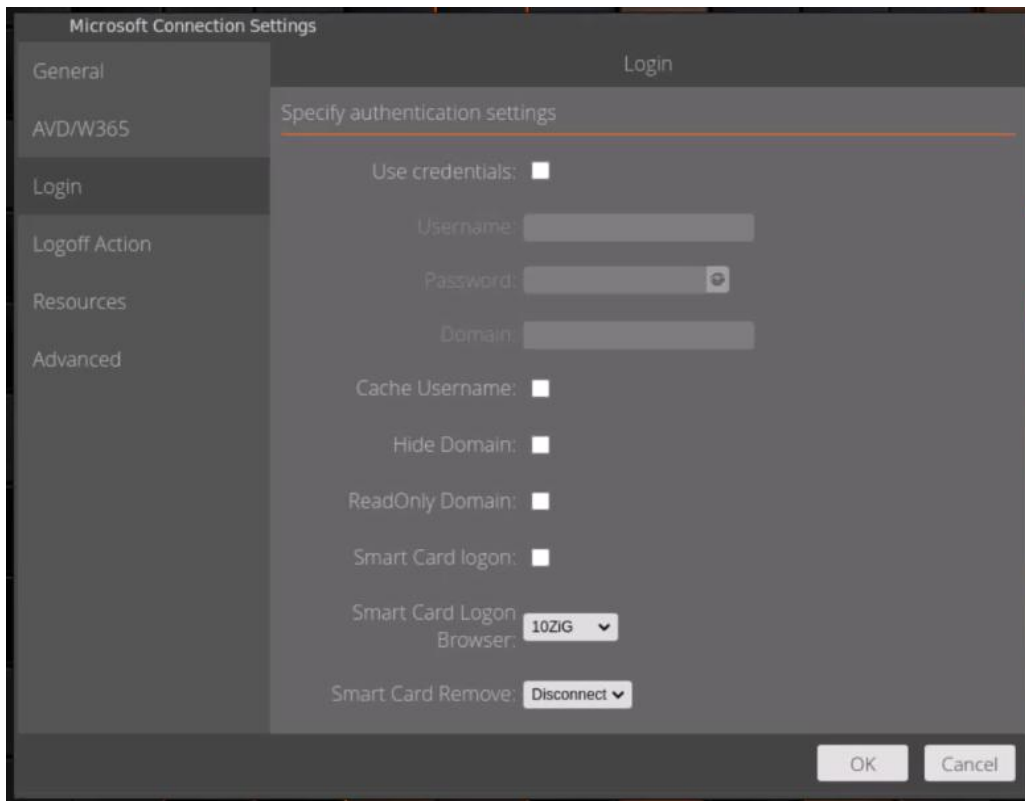 Microsoft Connection Settings
General
AVD/W365
Login
Logoff Action
Resources
Advanced
Login
Specify authentication settings
Use credentials:
Username:
Password:
Domain:
Cache Username:
Hide Domain:
ReadOnly Domain:
Smart Card logon:
Smart Card Logon
Browser:
10ZiG
Smart Card Remove:
Disconnect
OK
Cancel